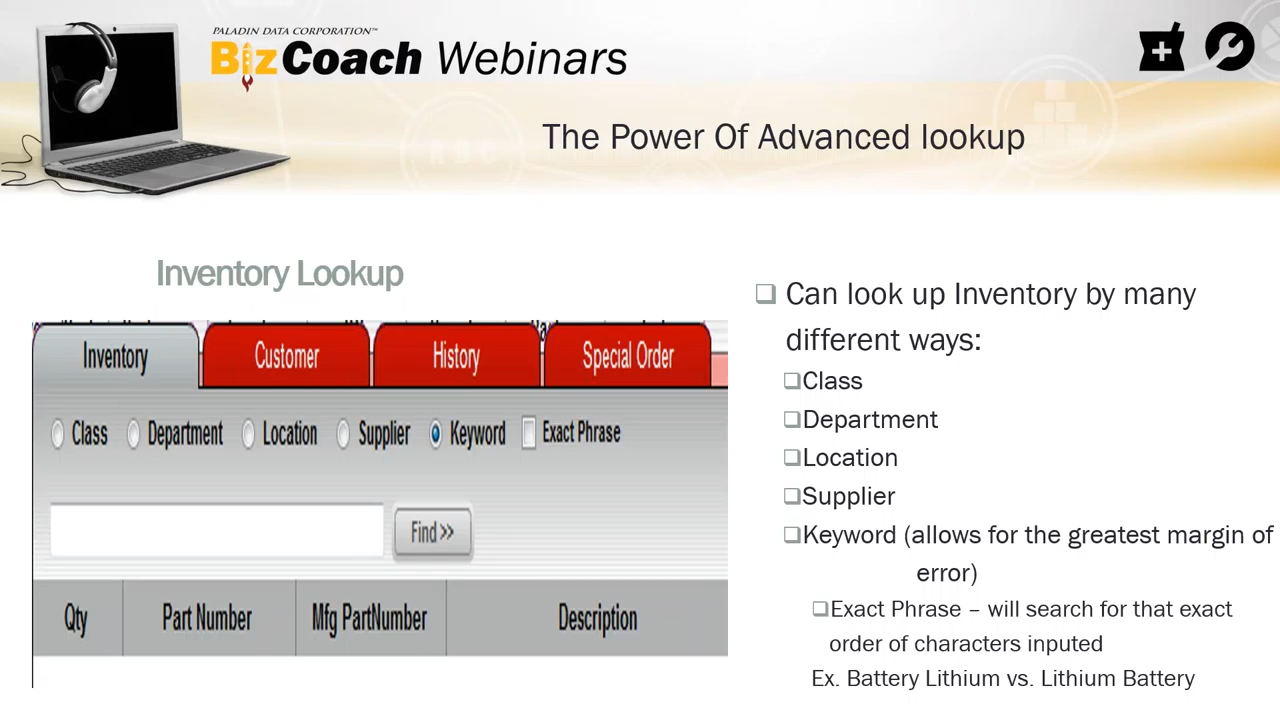 PALADIN DATA CORPORATION™
BizCoach Webinars
The Power Of Advanced lookup
Inventory Lookup
Inventory Customer History Special Order
Class Department Location Supplier Keyword Exact Phrase
Find >>
Qty Part Number Mfg PartNumber Description
Can look up Inventory by many
different ways:
Class
Department
Location
Supplier
Keyword (allows for the greatest margin of
error)
Exact Phrase – will search for that exact
order of characters inputed
Ex. Battery Lithium vs. Lithium Battery